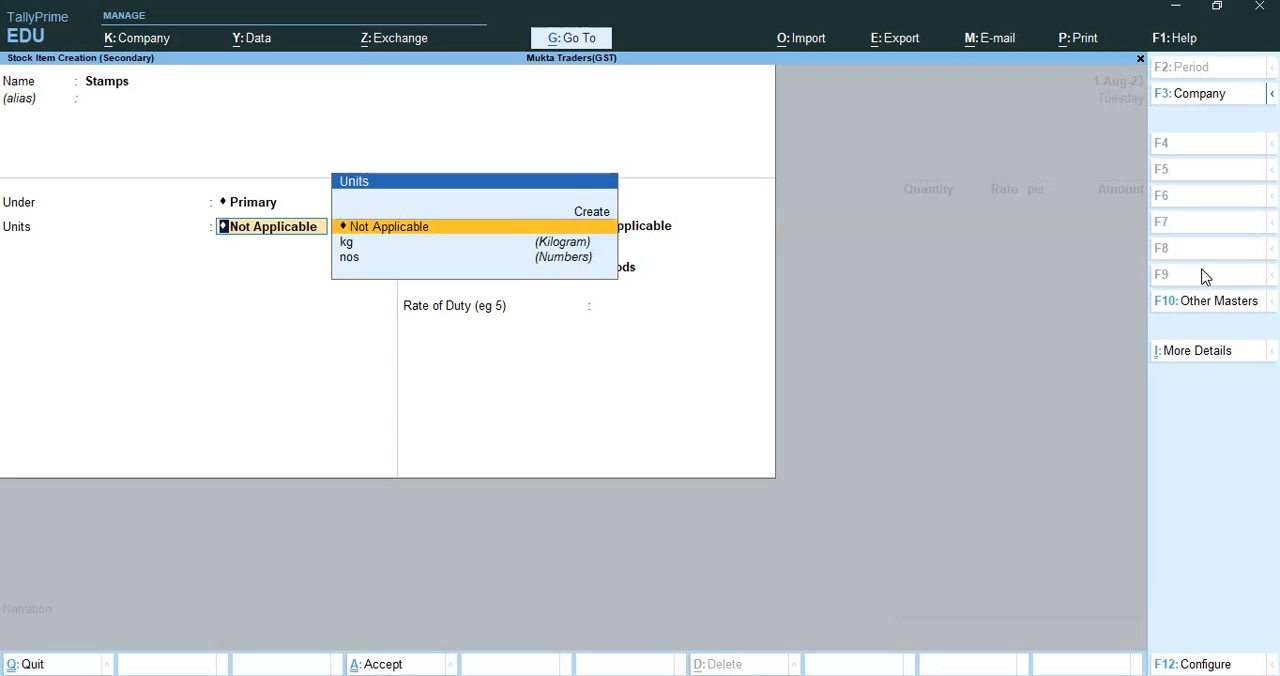 TallyPrime
EDU
MANAGE
K: Company
Y: Data
Z: Exchange
G: Go To
O: Import
E: Export
M: E-mail
P: Print
F1: Help
Stock Item Creation (Secondary)
Mukta Traders(GST)
Name : Stamps
(alias) :
1-Aug-23
Tuesday
Quantity Rate per Amount
Under : ♦ Primary
Units : ♦ Not Applicable
Units
Create
♦ Not Applicable
kg (Kilogram)
nos (Numbers)
pplicable
ods
Rate of Duty (eg 5) :
Narration
F2: Period
F3: Company
F4
F5
F6
F7
F8
F9
F10: Other Masters
I: More Details
Q: Quit
A: Accept
D: Delete
F12: Configure